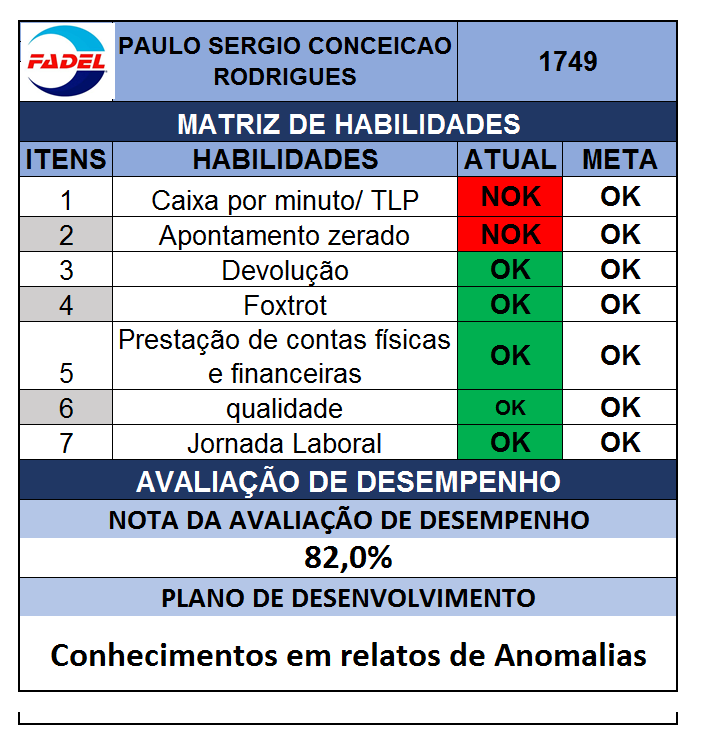 FADEL
PAULO SERGIO CONCEICAO
RODRIGUES
1749
MATRIZ DE HABILIDADES
ITENS HABILIDADES ATUAL META
1 Caixa por minuto/ TLP NOK OK
2 Apontamento zerado NOK OK
3 Devolução OK OK
4 Foxtrot OK OK
Prestação de contas físicas
5 e financeiras OK OK
6 qualidade OK OK
7 Jornada Laboral OK OK
AVALIAÇÃO DE DESEMPENHO
NOTA DA AVALIAÇÃO DE DESEMPENHO
82,0%
PLANO DE DESENVOLVIMENTO
Conhecimentos em relatos de Anomalias